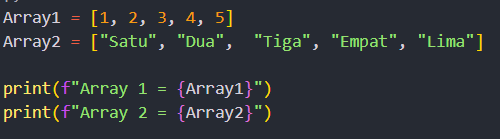 Array1 = [1, 2, 3, 4, 5]
Array2 = ["Satu", "Dua",  "Tiga", "Empat", "Lima"]
print(f"Array 1 = {Array1}")
print(f"Array 2 = {Array2}")